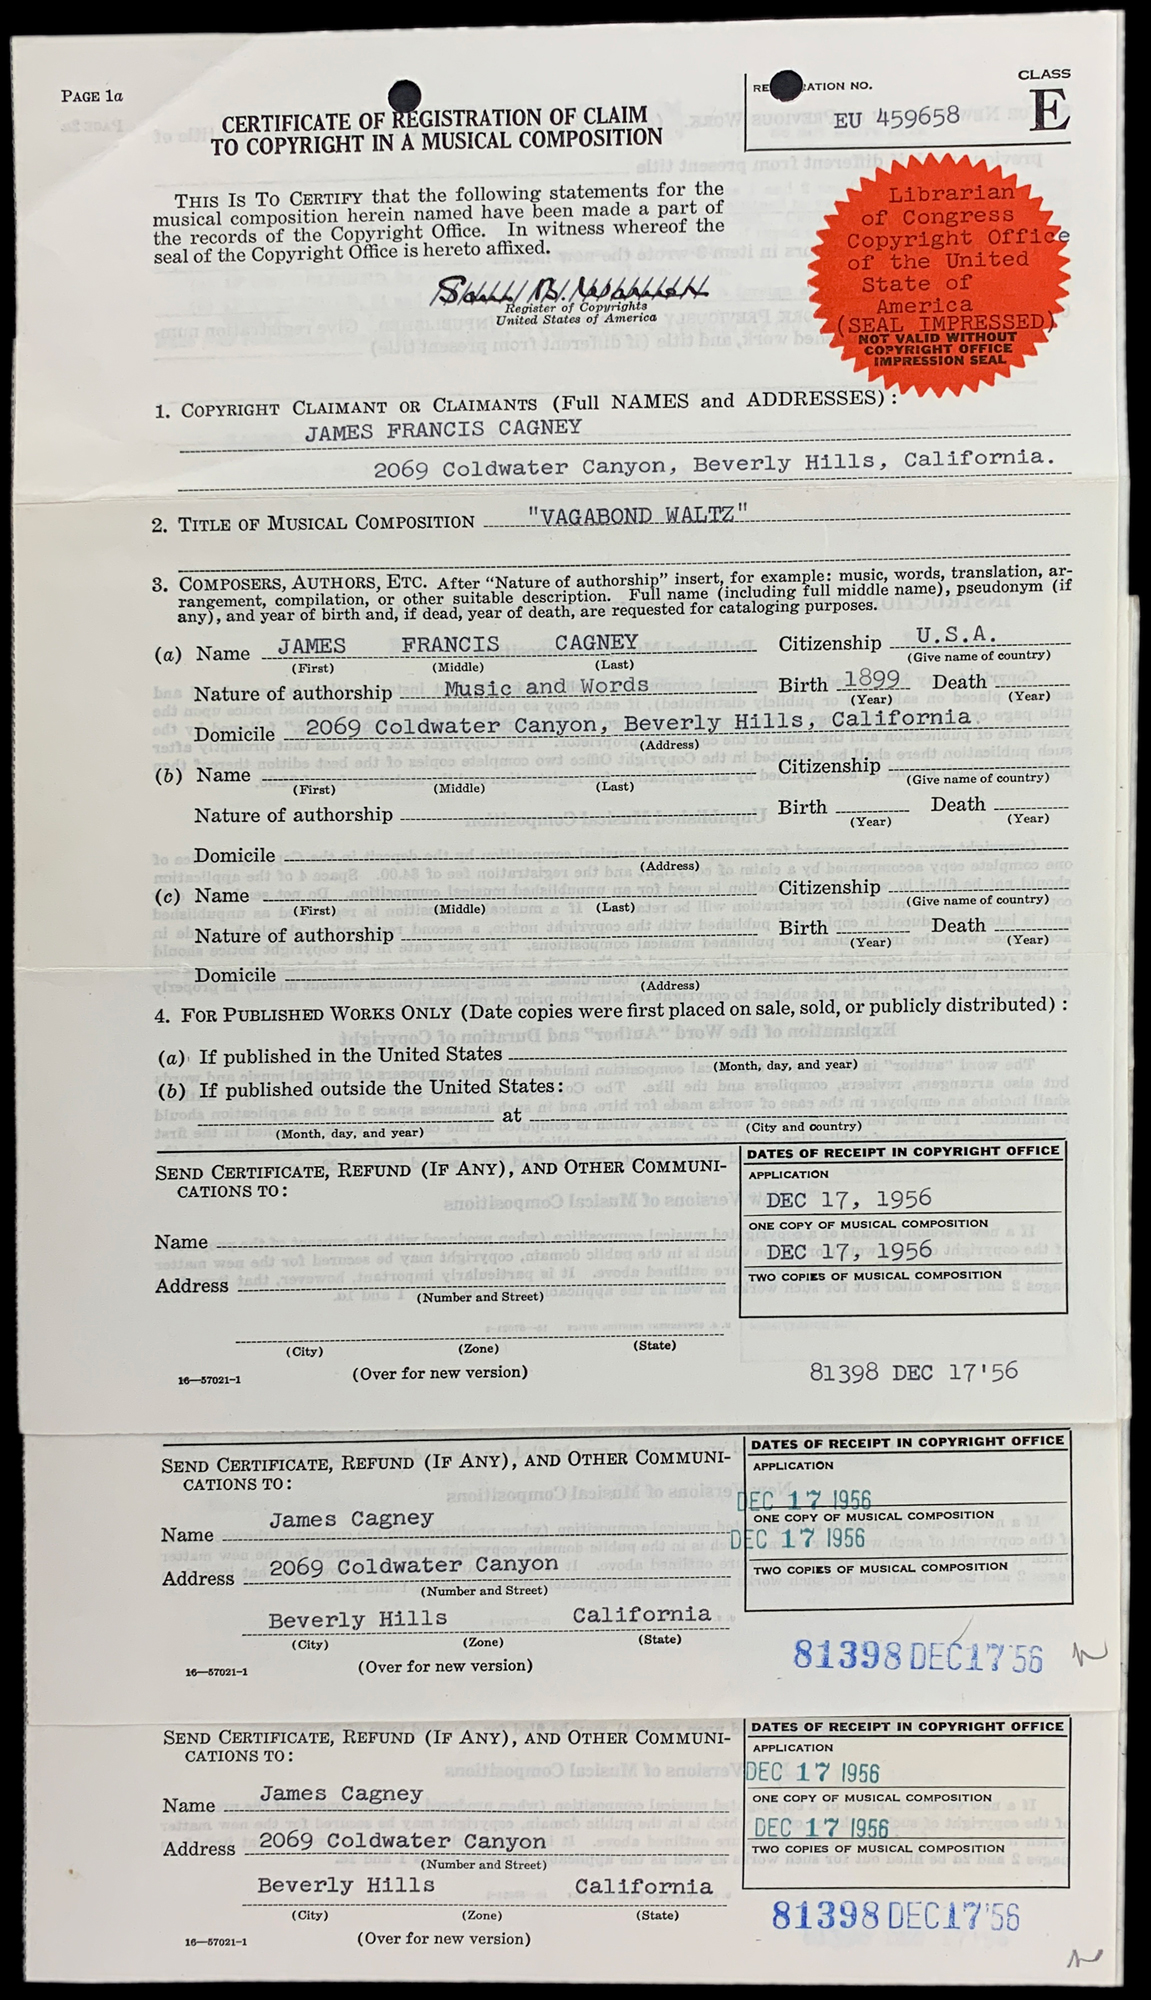 PAGE 1a
CERTIFICATE OF REGISTRATION OF CLAIM
TO COPYRIGHT IN A MUSICAL COMPOSITION
RE ATION NO.
CLASS
EU 459658
E
THIS IS TO CERTIFY that the following statements for the
musical composition herein named have been made a part of
the records of the Copyright Office. In witness whereof the
seal of the Copyright Office is hereto affixed.
Register of Copyrights
United States of America
Librarian
of Congress
Copyright Office
of the United
State of
America
(SEAL IMPRESSED)
NOT VALID WITHOUT
COPYRIGHT OFFICE
IMPRESSION SEAL
1. COPYRIGHT CLAIMANT OR CLAIMANTS (Full NAMES and ADDRESSES):
JAMES FRANCIS CAGNEY
2069 Coldwater Canyon, Beverly Hills, California.
2. TITLE OF MUSICAL COMPOSITION "VAGABOND WALTZ"
3. COMPOSERS, AUTHORS, ETC. After “Nature of authorship” insert, for example: music, words, translation, ar-
rangement, compilation, or other suitable description. Full name (including full middle name), pseudonym (if
any), and year of birth and, if dead, year of death, are requested for cataloging purposes.
(a) Name JAMES FRANCIS CAGNEY Citizenship U.S.A.
(First) (Middle) (Last) (Give name of country)
Nature of authorship Music and Words Birth 1899 Death
(Year) (Year)
Domicile 2069 Coldwater Canyon, Beverly Hills, California.
(Address)
(b) Name Citizenship
(First) (Middle) (Last) (Give name of country)
Nature of authorship Birth Death
(Year) (Year)
Domicile
(Address)
(c) Name Citizenship
(First) (Middle) (Last) (Give name of country)
Nature of authorship Birth Death
(Year) (Year)
Domicile
(Address)
4. FOR PUBLISHED WORKS ONLY (Date copies were first placed on sale, sold, or publicly distributed):
(a) If published in the United States
(Month, day, and year)
(b) If published outside the United States:
at
(Month, day, and year) (City and country)
SEND CERTIFICATE, REFUND (IF ANY), AND OTHER COMMUNI-
CATIONS TO:
Name
Address
(Number and Street)
(City) (Zone) (State)
16—57021-1 (Over for new version)
DATES OF RECEIPT IN COPYRIGHT OFFICE
APPLICATION
DEC 17, 1956
ONE COPY OF MUSICAL COMPOSITION
DEC 17, 1956
TWO COPIES OF MUSICAL COMPOSITION
81398 DEC 17'56
SEND CERTIFICATE, REFUND (IF ANY), AND OTHER COMMUNI-
CATIONS TO:
Name James Cagney
Address 2069 Coldwater Canyon
(Number and Street)
Beverly Hills California
(City) (Zone) (State)
16—57021-1 (Over for new version)
DATES OF RECEIPT IN COPYRIGHT OFFICE
APPLICATION
DEC 17 1956
ONE COPY OF MUSICAL COMPOSITION
DEC 17 1956
TWO COPIES OF MUSICAL COMPOSITION
81398 DEC17'56
SEND CERTIFICATE, REFUND (IF ANY), AND OTHER COMMUNI-
CATIONS TO:
Name James Cagney
Address 2069 Coldwater Canyon
(Number and Street)
Beverly Hills California
(City) (Zone) (State)
16—57021-1 (Over for new version)
DATES OF RECEIPT IN COPYRIGHT OFFICE
APPLICATION
DEC 17 1956
ONE COPY OF MUSICAL COMPOSITION
DEC 17 1956
TWO COPIES OF MUSICAL COMPOSITION
81398 DEC17'56